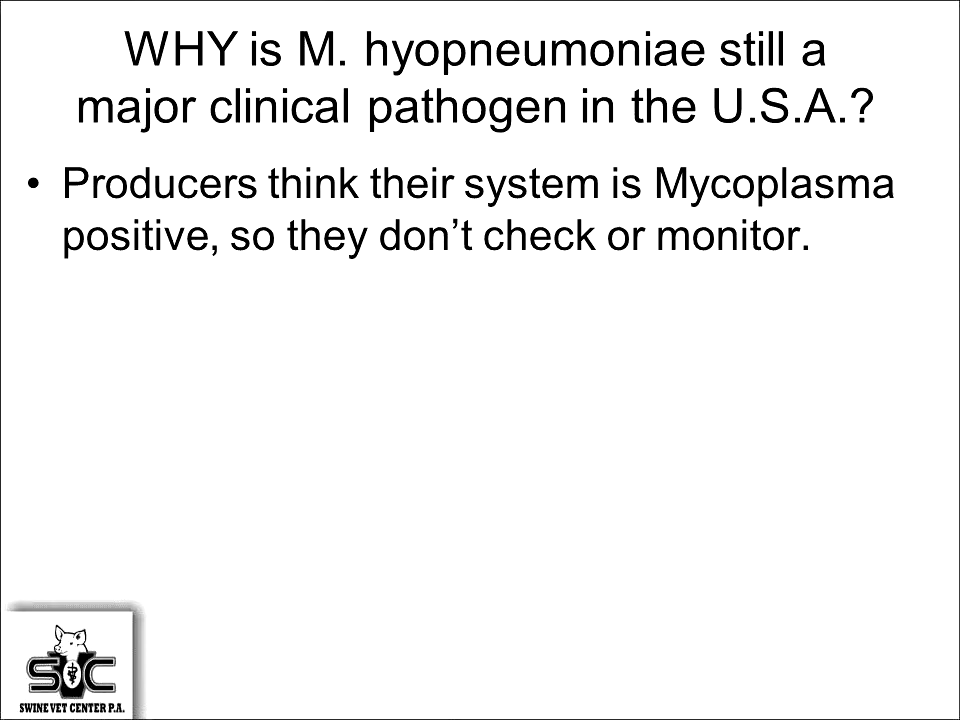 WHY is M. hyopneumoniae still a
major clinical pathogen in the U.S.A.?
• Producers think their system is Mycoplasma
positive, so they don’t check or monitor.
SVC
SWINE VET CENTER P.A.